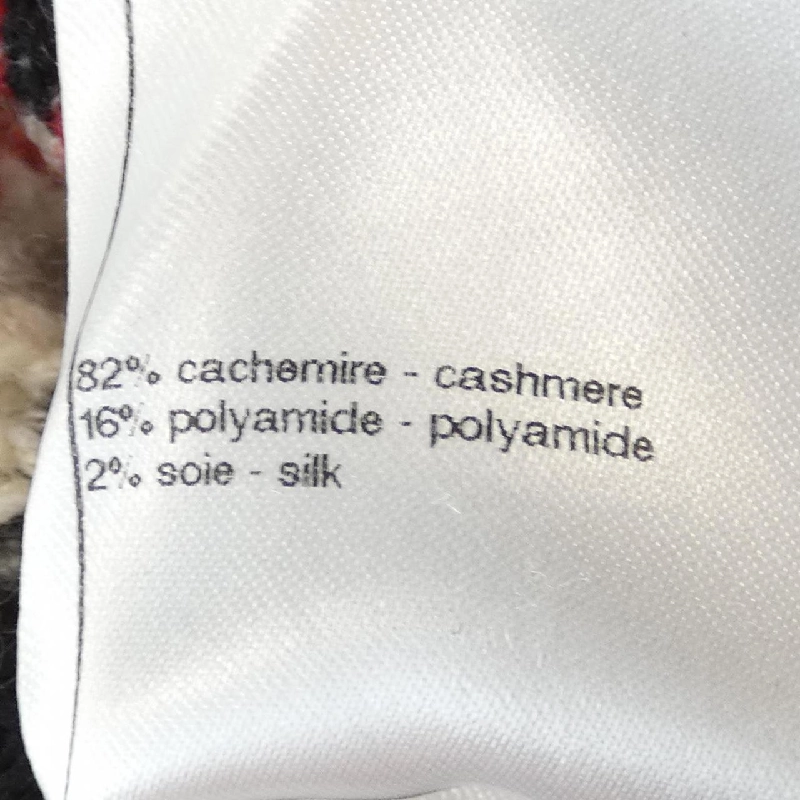 82% cachemire - cashmere
16% polyamide - polyamide
2% soie - silk